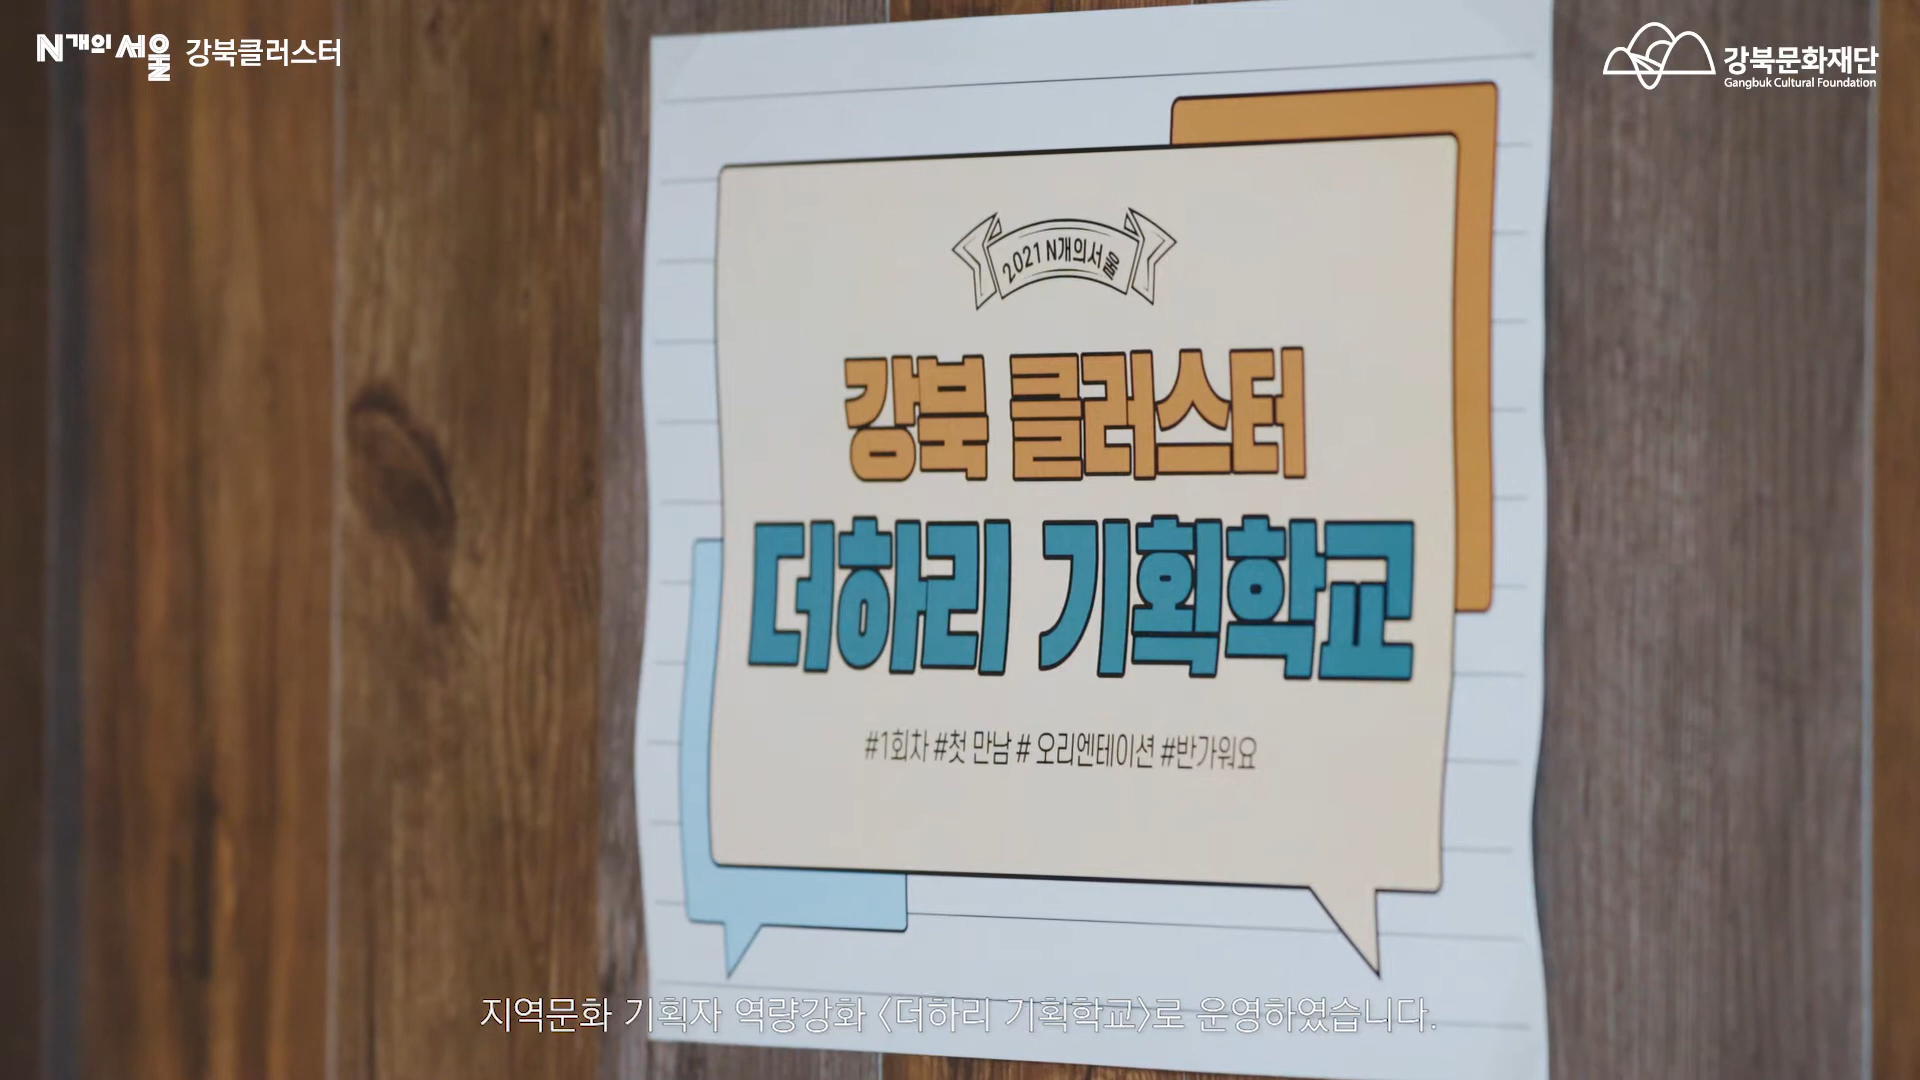 N개의 서울 강북클러스터
강북문화재단
Gangbuk Cultural Foundation
2021 N개의서울
강북 클러스터
더하리 기획학교
#1회차 #첫 만남 # 오리엔테이션 #반가워요
지역문화 기획자 역량강화 〈더하리 기획학교〉로 운영하였습니다.